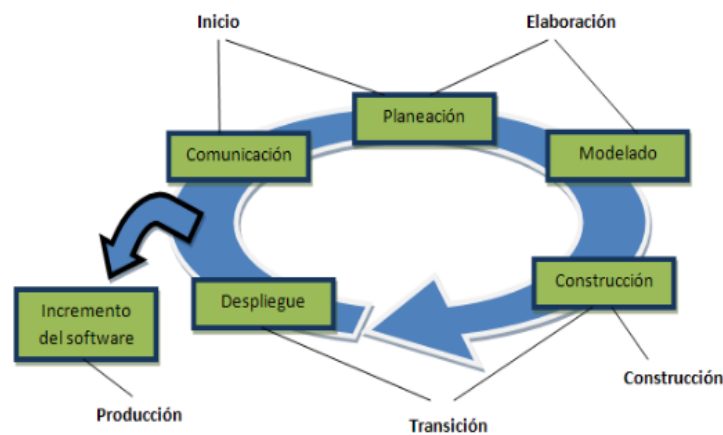 Inicio
Elaboración
Planeación
Comunicación
Modelado
Despliegue
Construcción
Incremento
del software
Construcción
Producción
Transición